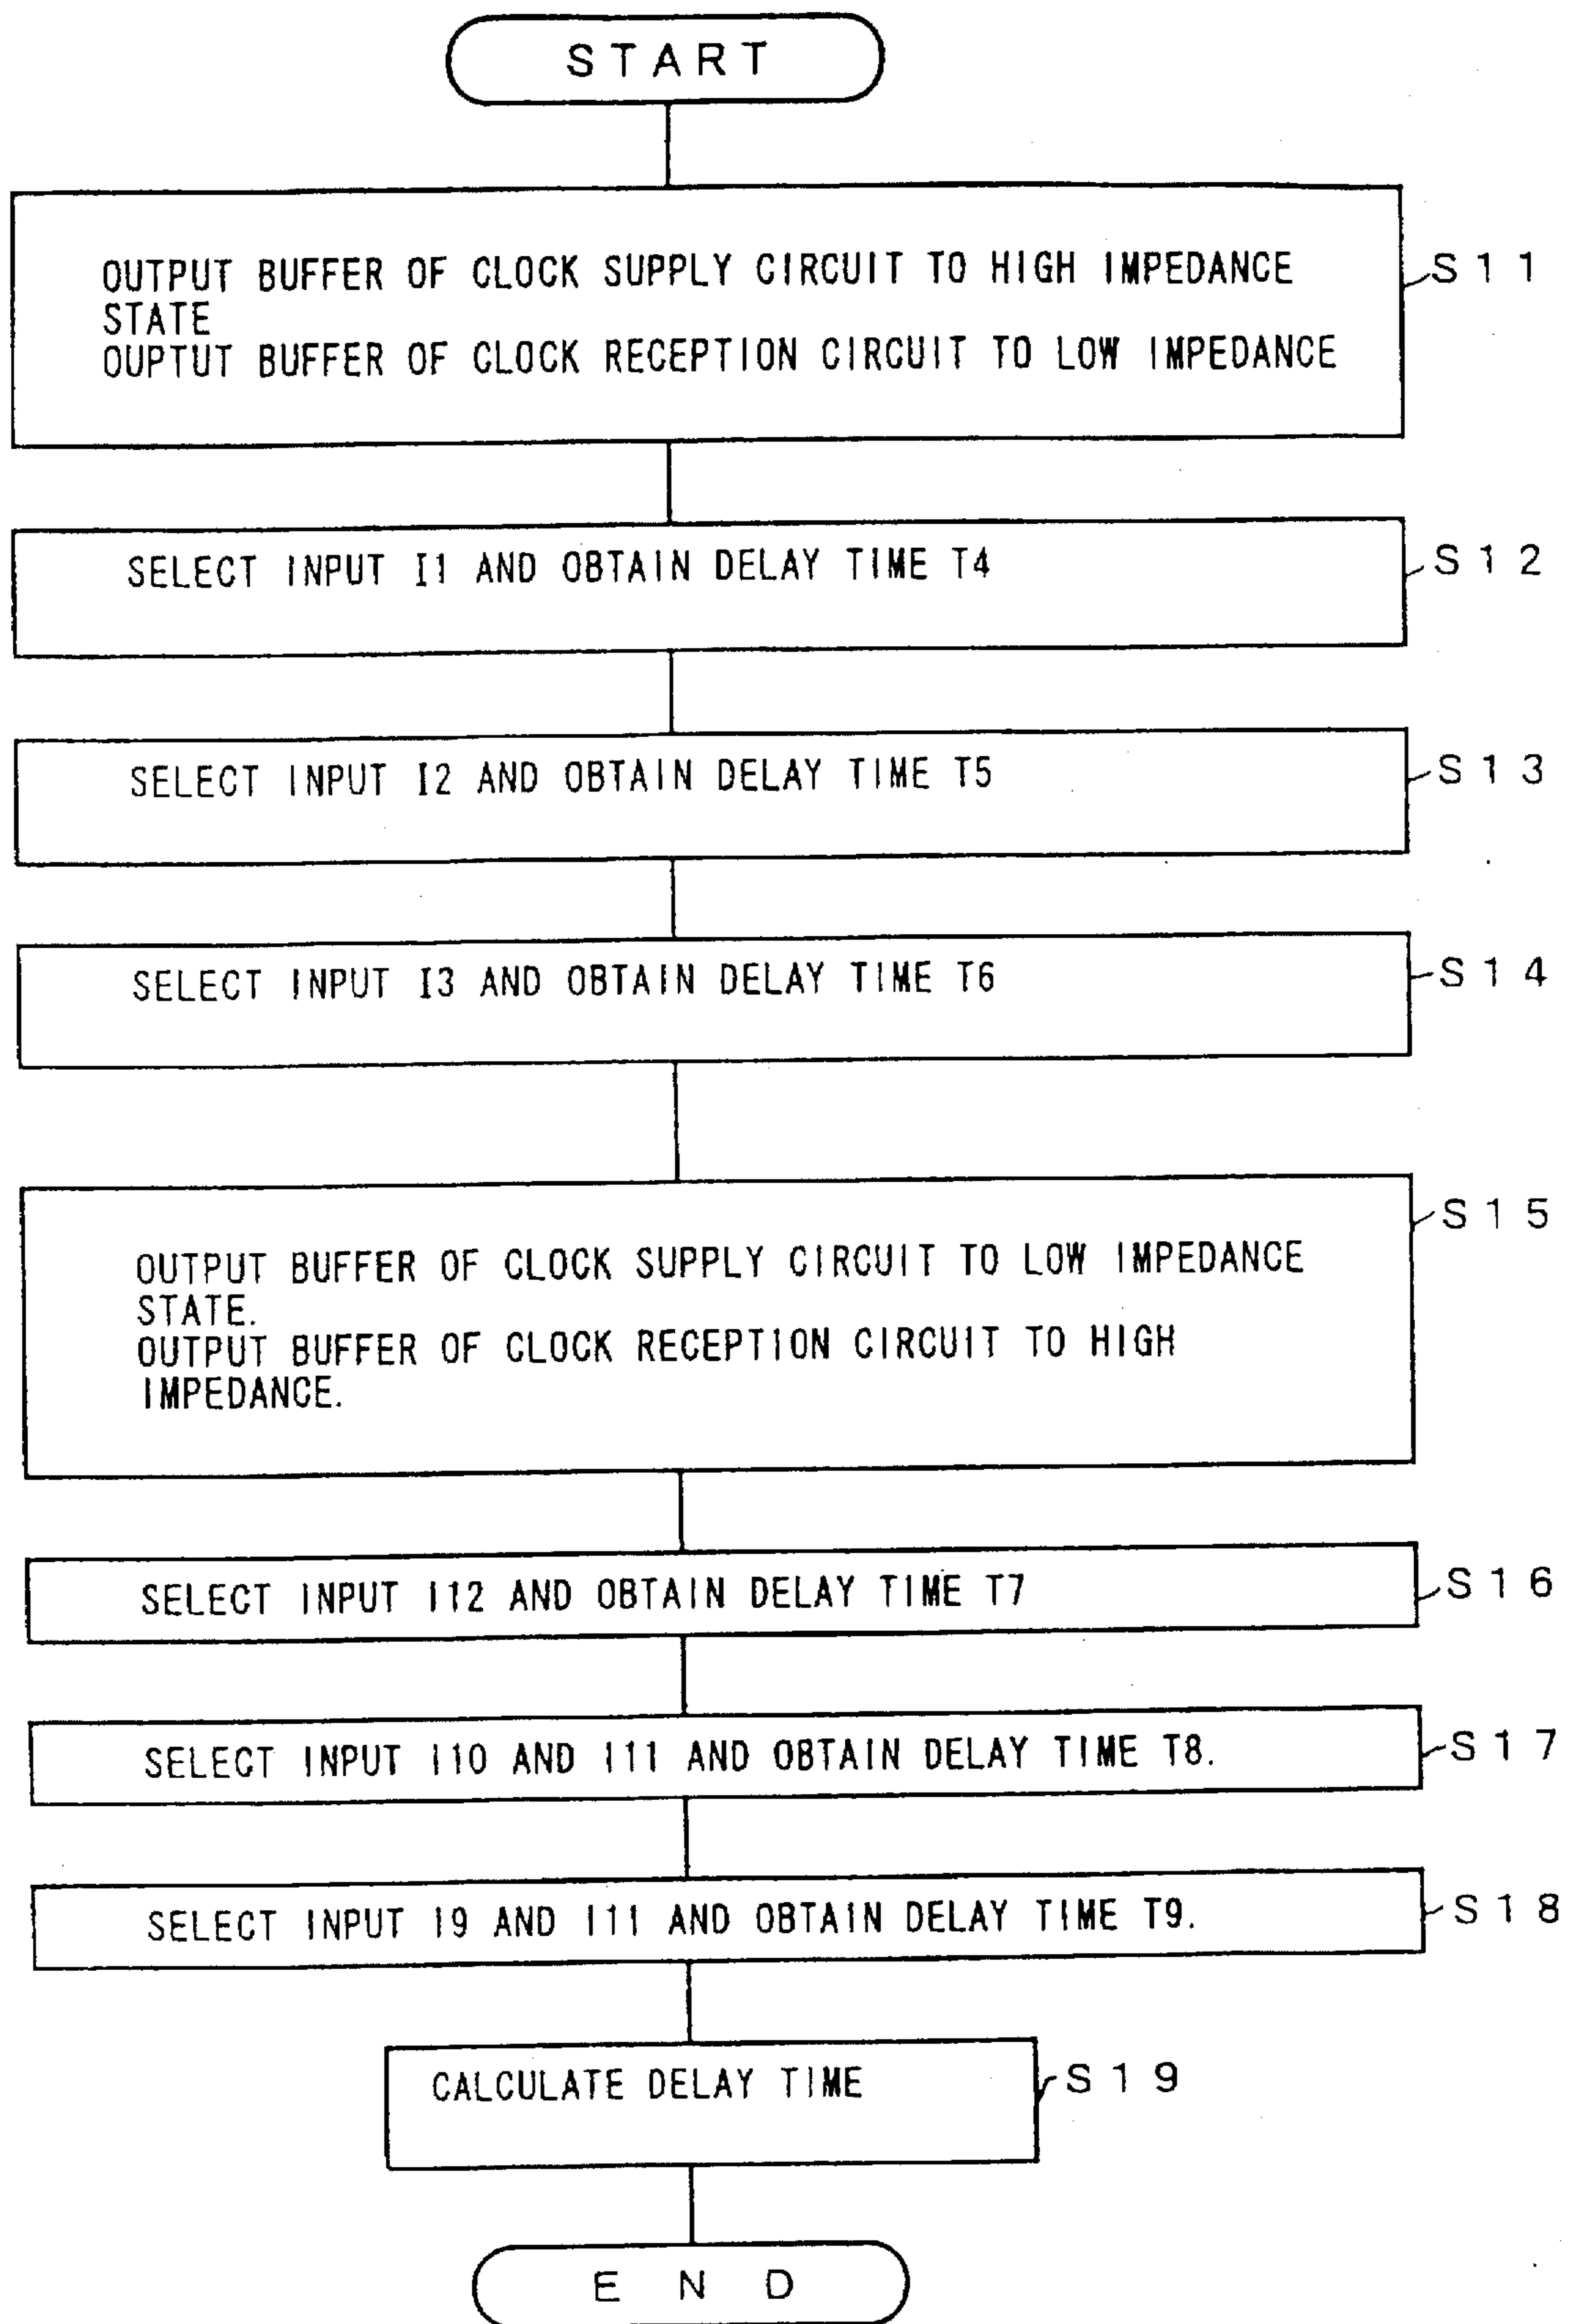 START
OUTPUT BUFFER OF CLOCK SUPPLY CIRCUIT TO HIGH IMPEDANCE
STATE
OUPTUT BUFFER OF CLOCK RECEPTION CIRCUIT TO LOW IMPEDANCE
S11
SELECT INPUT I1 AND OBTAIN DELAY TIME T4
S12
SELECT INPUT I2 AND OBTAIN DELAY TIME T5
S13
SELECT INPUT I3 AND OBTAIN DELAY TIME T6
S14
OUTPUT BUFFER OF CLOCK SUPPLY CIRCUIT TO LOW IMPEDANCE
STATE.
OUTPUT BUFFER OF CLOCK RECEPTION CIRCUIT TO HIGH
IMPEDANCE.
S15
SELECT INPUT I12 AND OBTAIN DELAY TIME T7
S16
SELECT INPUT I10 AND I11 AND OBTAIN DELAY TIME T8.
S17
SELECT INPUT I9 AND I11 AND OBTAIN DELAY TIME T9.
S18
CALCULATE DELAY TIME
S19
END